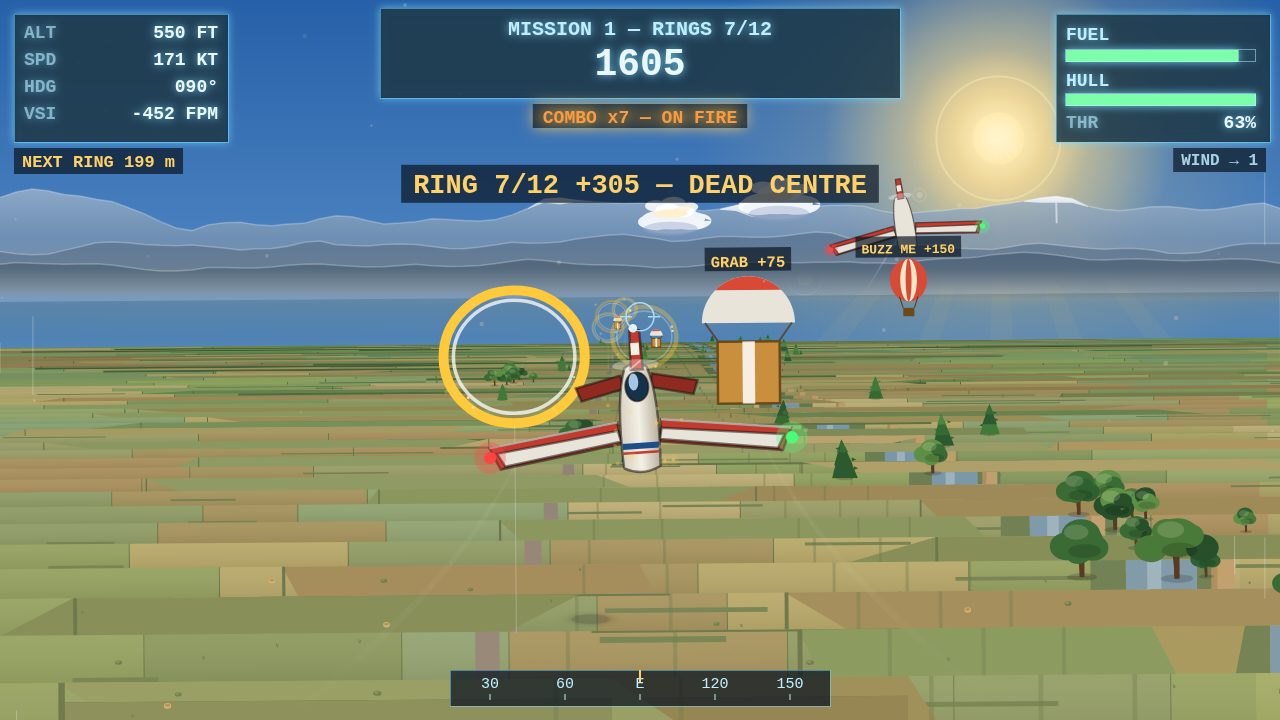 ALT 550 FT
SPD 171 KT
HDG 090°
VSI -452 FPM
NEXT RING 199 m
MISSION 1 — RINGS 7/12
1605
COMBO x7 — ON FIRE
RING 7/12 +305 — DEAD CENTRE
FUEL
HULL
THR 63%
WIND → 1
BUZZ ME +150
GRAB +75
30 60 E 120 150